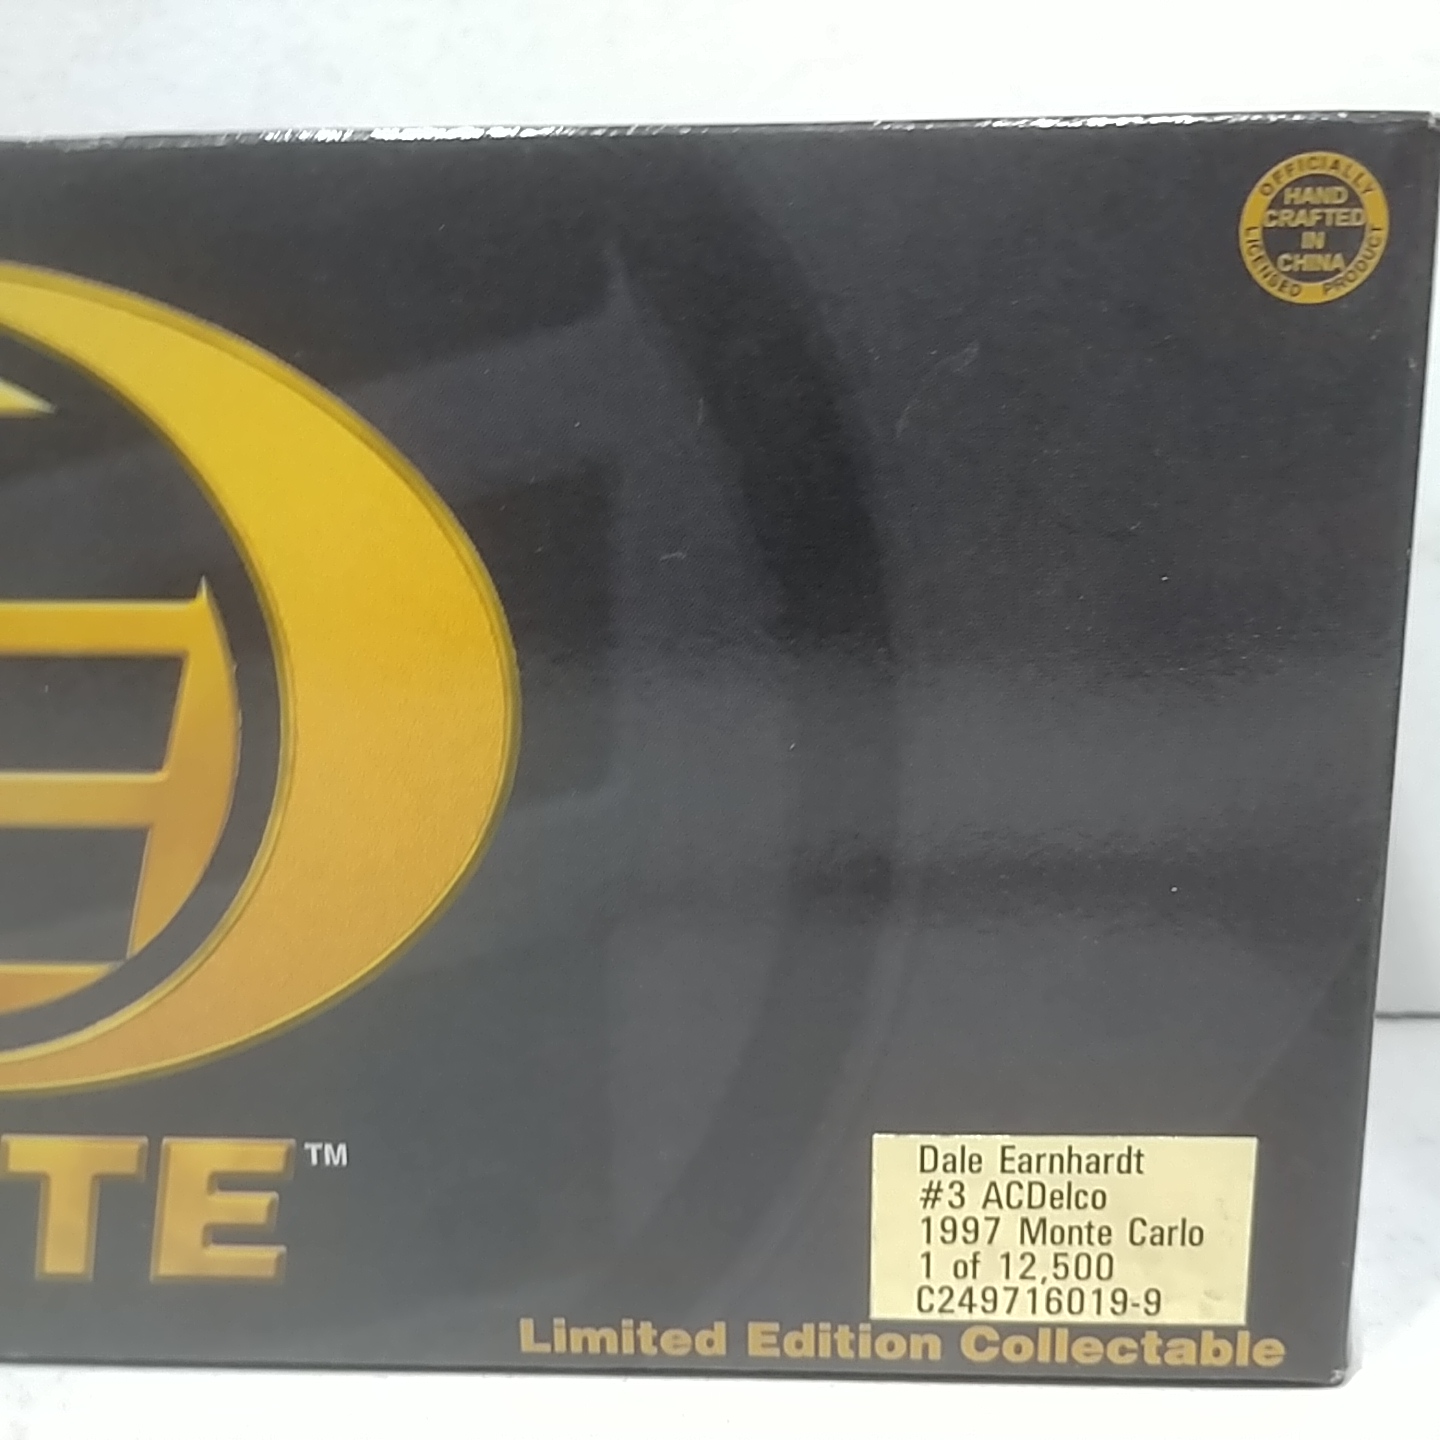 OFFICIALLY
HAND
CRAFTED
IN
CHINA
LICENSED PRODUCT
TE™
Dale Earnhardt
#3 ACDelco
1997 Monte Carlo
1 of 12,500
C249716019-9
Limited Edition Collectable